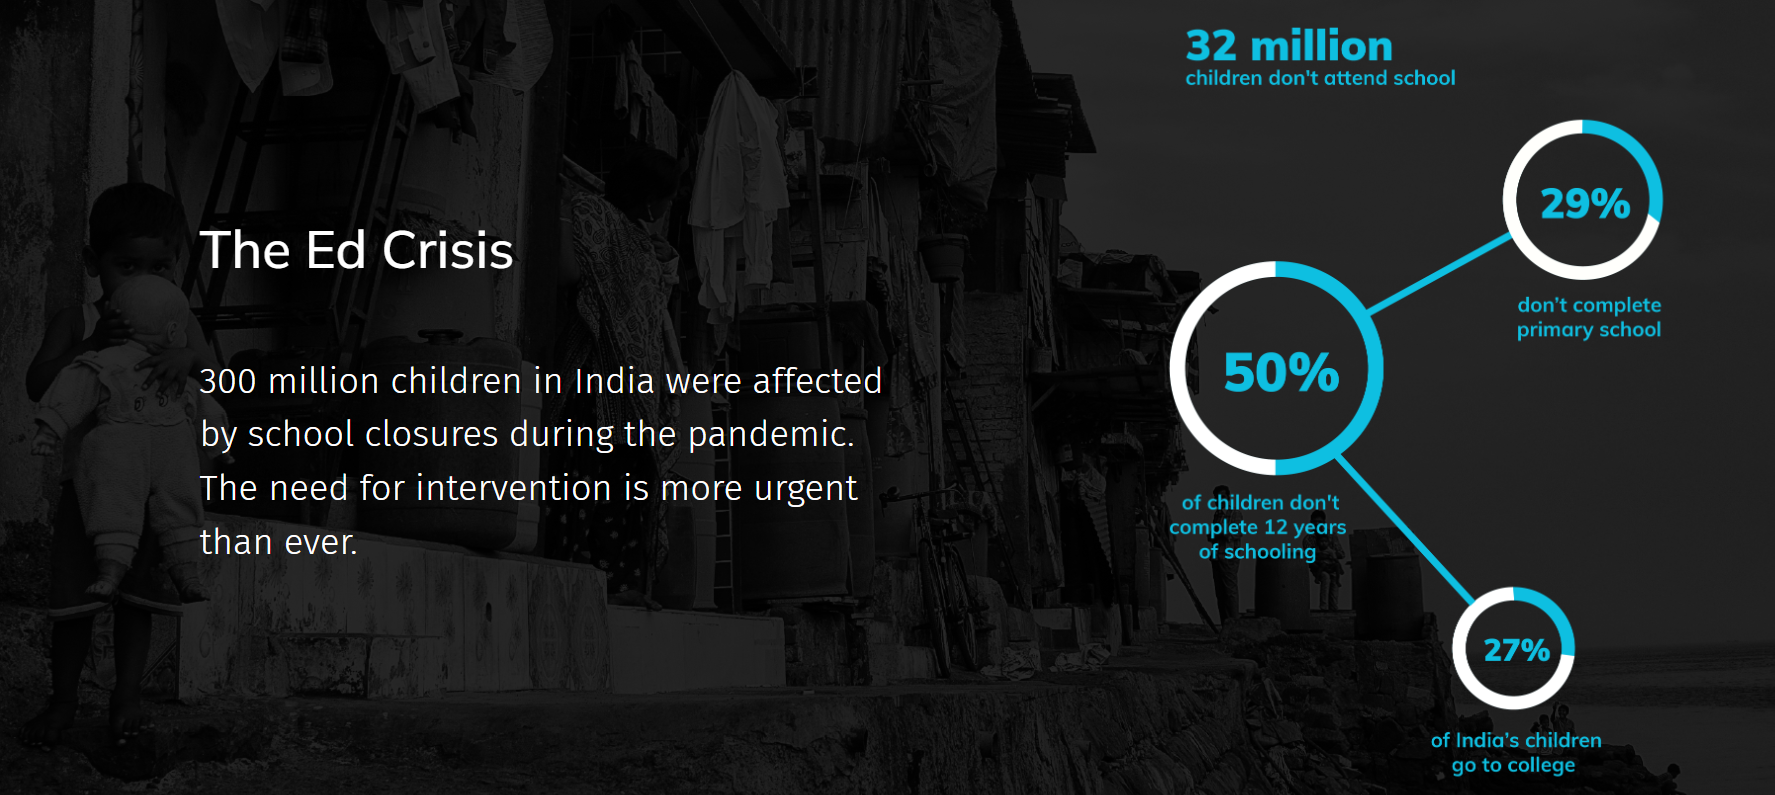 The Ed Crisis
300 million children in India were affected
by school closures during the pandemic.
The need for intervention is more urgent
than ever.
32 million
children don't attend school
29%
don't complete
primary school
50%
of children don't
complete 12 years
of schooling
27%
of India's children
go to college